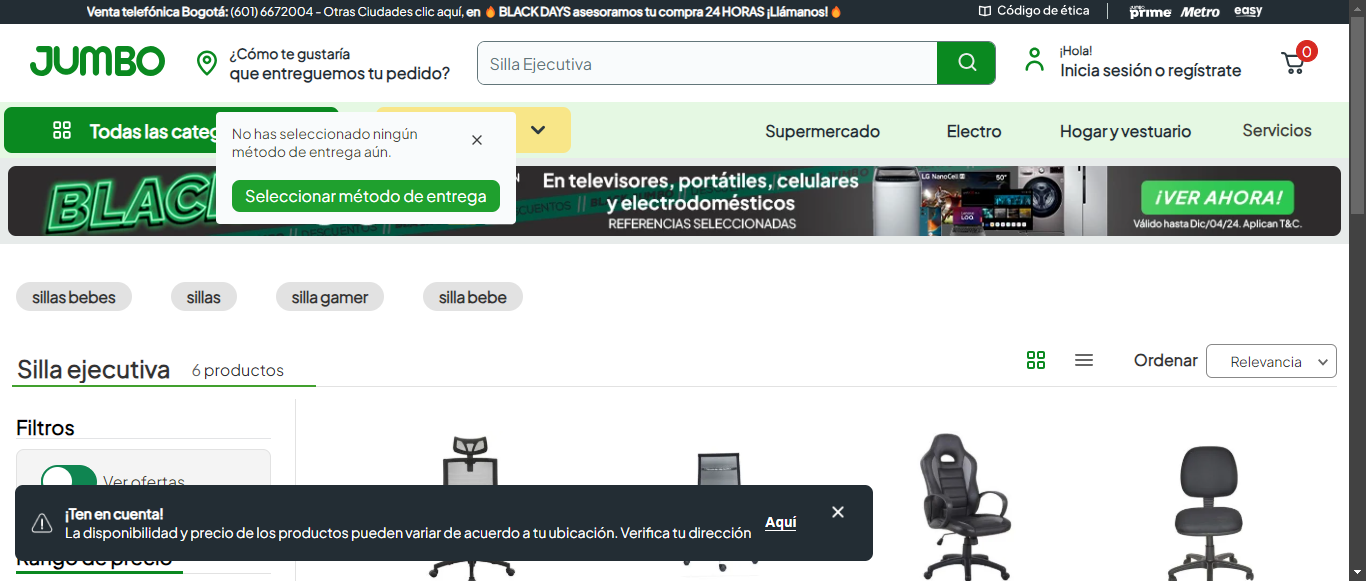 Venta telefónica Bogotá: (601) 6672004 - Otras Ciudades clic aquí, en 🔥 BLACK DAYS asesoramos tu compra 24 HORAS ¡Llámanos!🔥
Código de ética
JUMBO prime
Metro
easy
JUMBO
¿Cómo te gustaría
que entreguemos tu pedido?
Silla Ejecutiva
¡Hola!
Inicia sesión o regístrate
0
Todas las categ
No has seleccionado ningún
método de entrega aún.
Seleccionar método de entrega
Supermercado
Electro
Hogar y vestuario
Servicios
BLAC
En televisores, portátiles, celulares
y electrodomésticos
REFERENCIAS SELECCIONADAS
LG NanoCell
50"
¡VER AHORA!
Válido hasta Dic/04/24. Aplican T&C.
sillas bebes
sillas
silla gamer
silla bebe
Silla ejecutiva
6 productos
Ordenar
Relevancia
Filtros
Ver ofertas
¡Ten en cuenta!
La disponibilidad y precio de los productos pueden variar de acuerdo a tu ubicación. Verifica tu dirección
Aquí
Rango de precio